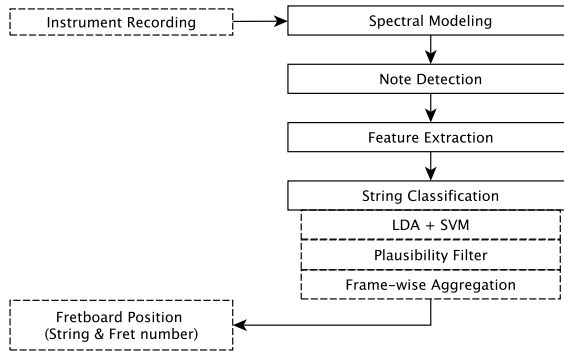 Instrument Recording
Spectral Modeling
Note Detection
Feature Extraction
String Classification
LDA + SVM
Plausibility Filter
Frame-wise Aggregation
Fretboard Position
(String & Fret number)